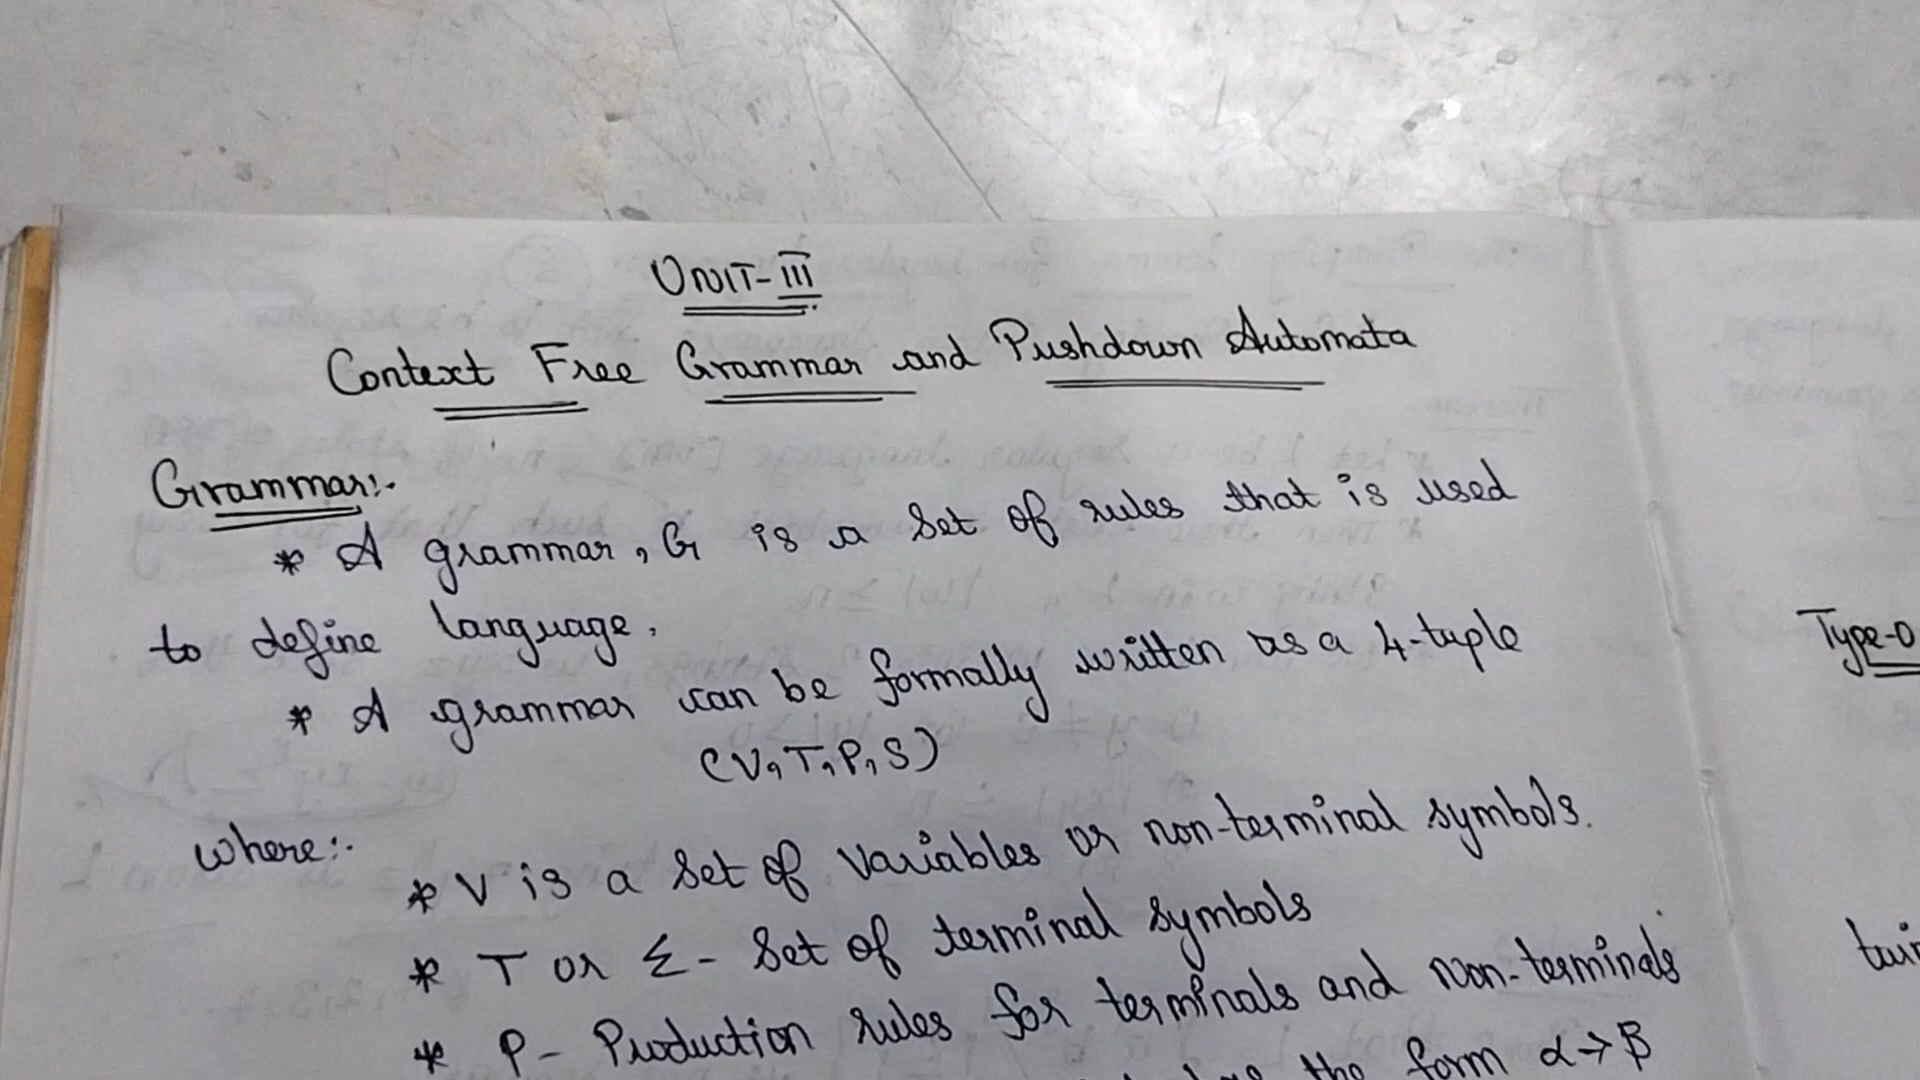 UNIT-III
Context Free Grammar and Pushdown Automata
Grammar:-
* A grammar, G is a set of rules that is used
to define language.
* A grammar can be formally written as a 4-tuple
(V, T, P, S)
where:-
* V is a set of variables or non-terminal symbols.
* T or Σ - Set of terminal symbols
* P - Production rules for terminals and non-terminals
the form α → β
Type-0